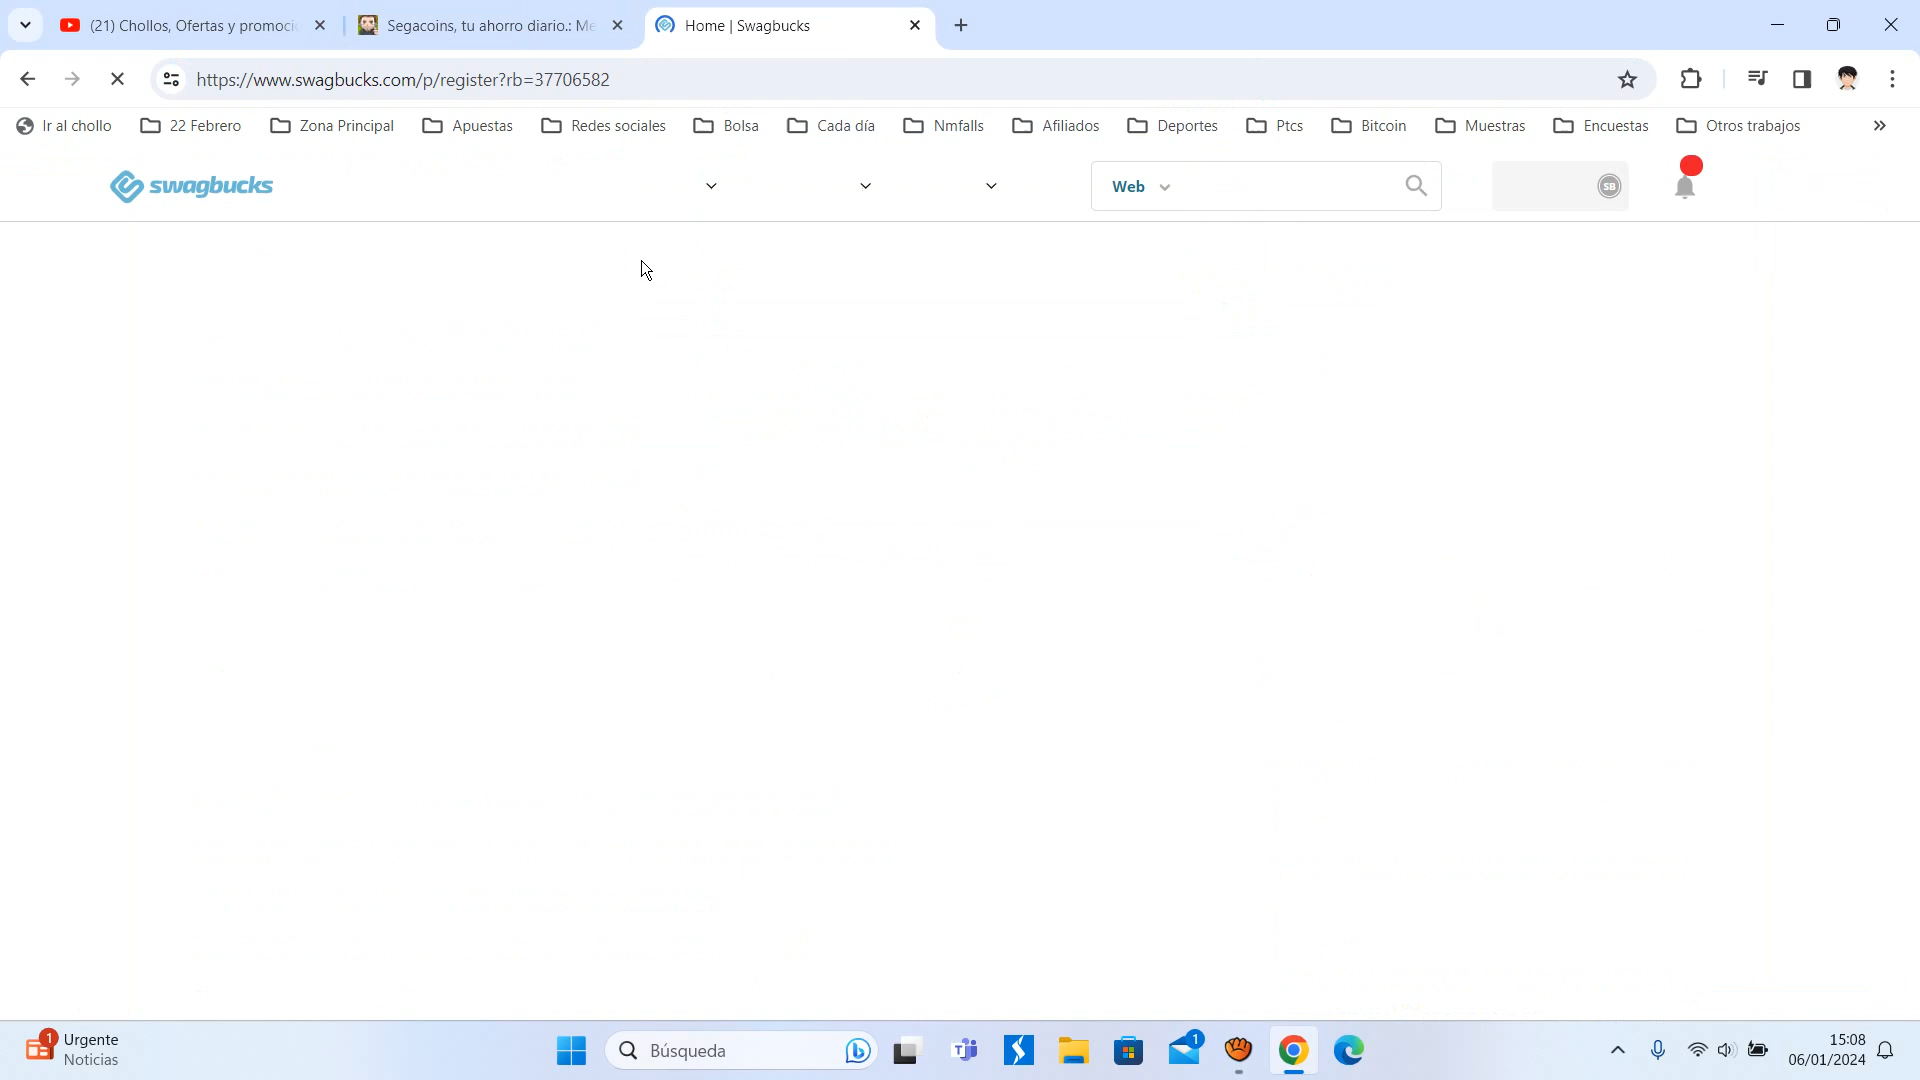 (21) Chollos, Ofertas y promoci
Segacoins, tu ahorro diario.: Me
Home | Swagbucks
https://www.swagbucks.com/p/register?rb=37706582
Ir al chollo
22 Febrero
Zona Principal
Apuestas
Redes sociales
Bolsa
Cada día
Nmfalls
Afiliados
Deportes
Ptcs
Bitcoin
Muestras
Encuestas
Otros trabajos
swagbucks
Web
SB
1
Urgente
Noticias
Búsqueda
1
15:08
06/01/2024